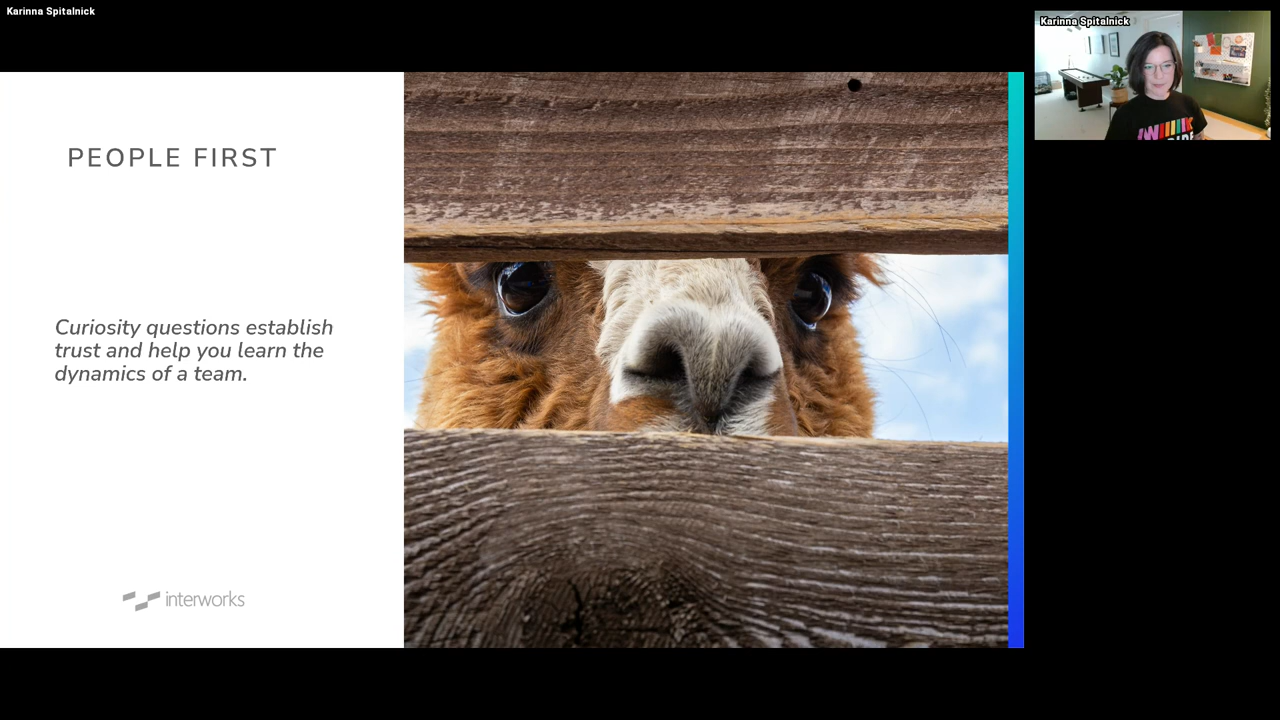 Karinna Spitalnick
Karinna Spitalnick
PEOPLE FIRST
Curiosity questions establish
trust and help you learn the
dynamics of a team.
interworks